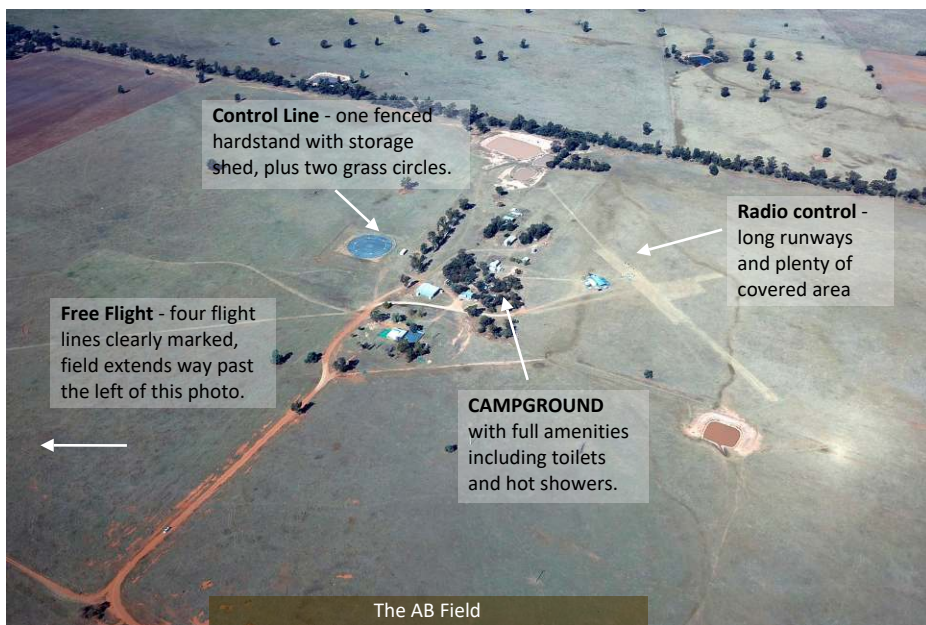 Control Line - one fenced
hardstand with storage
shed, plus two grass circles.
Radio control -
long runways
and plenty of
covered area
Free Flight - four flight
lines clearly marked,
field extends way past
the left of this photo.
CAMPGROUND
with full amenities
including toilets
and hot showers.
The AB Field